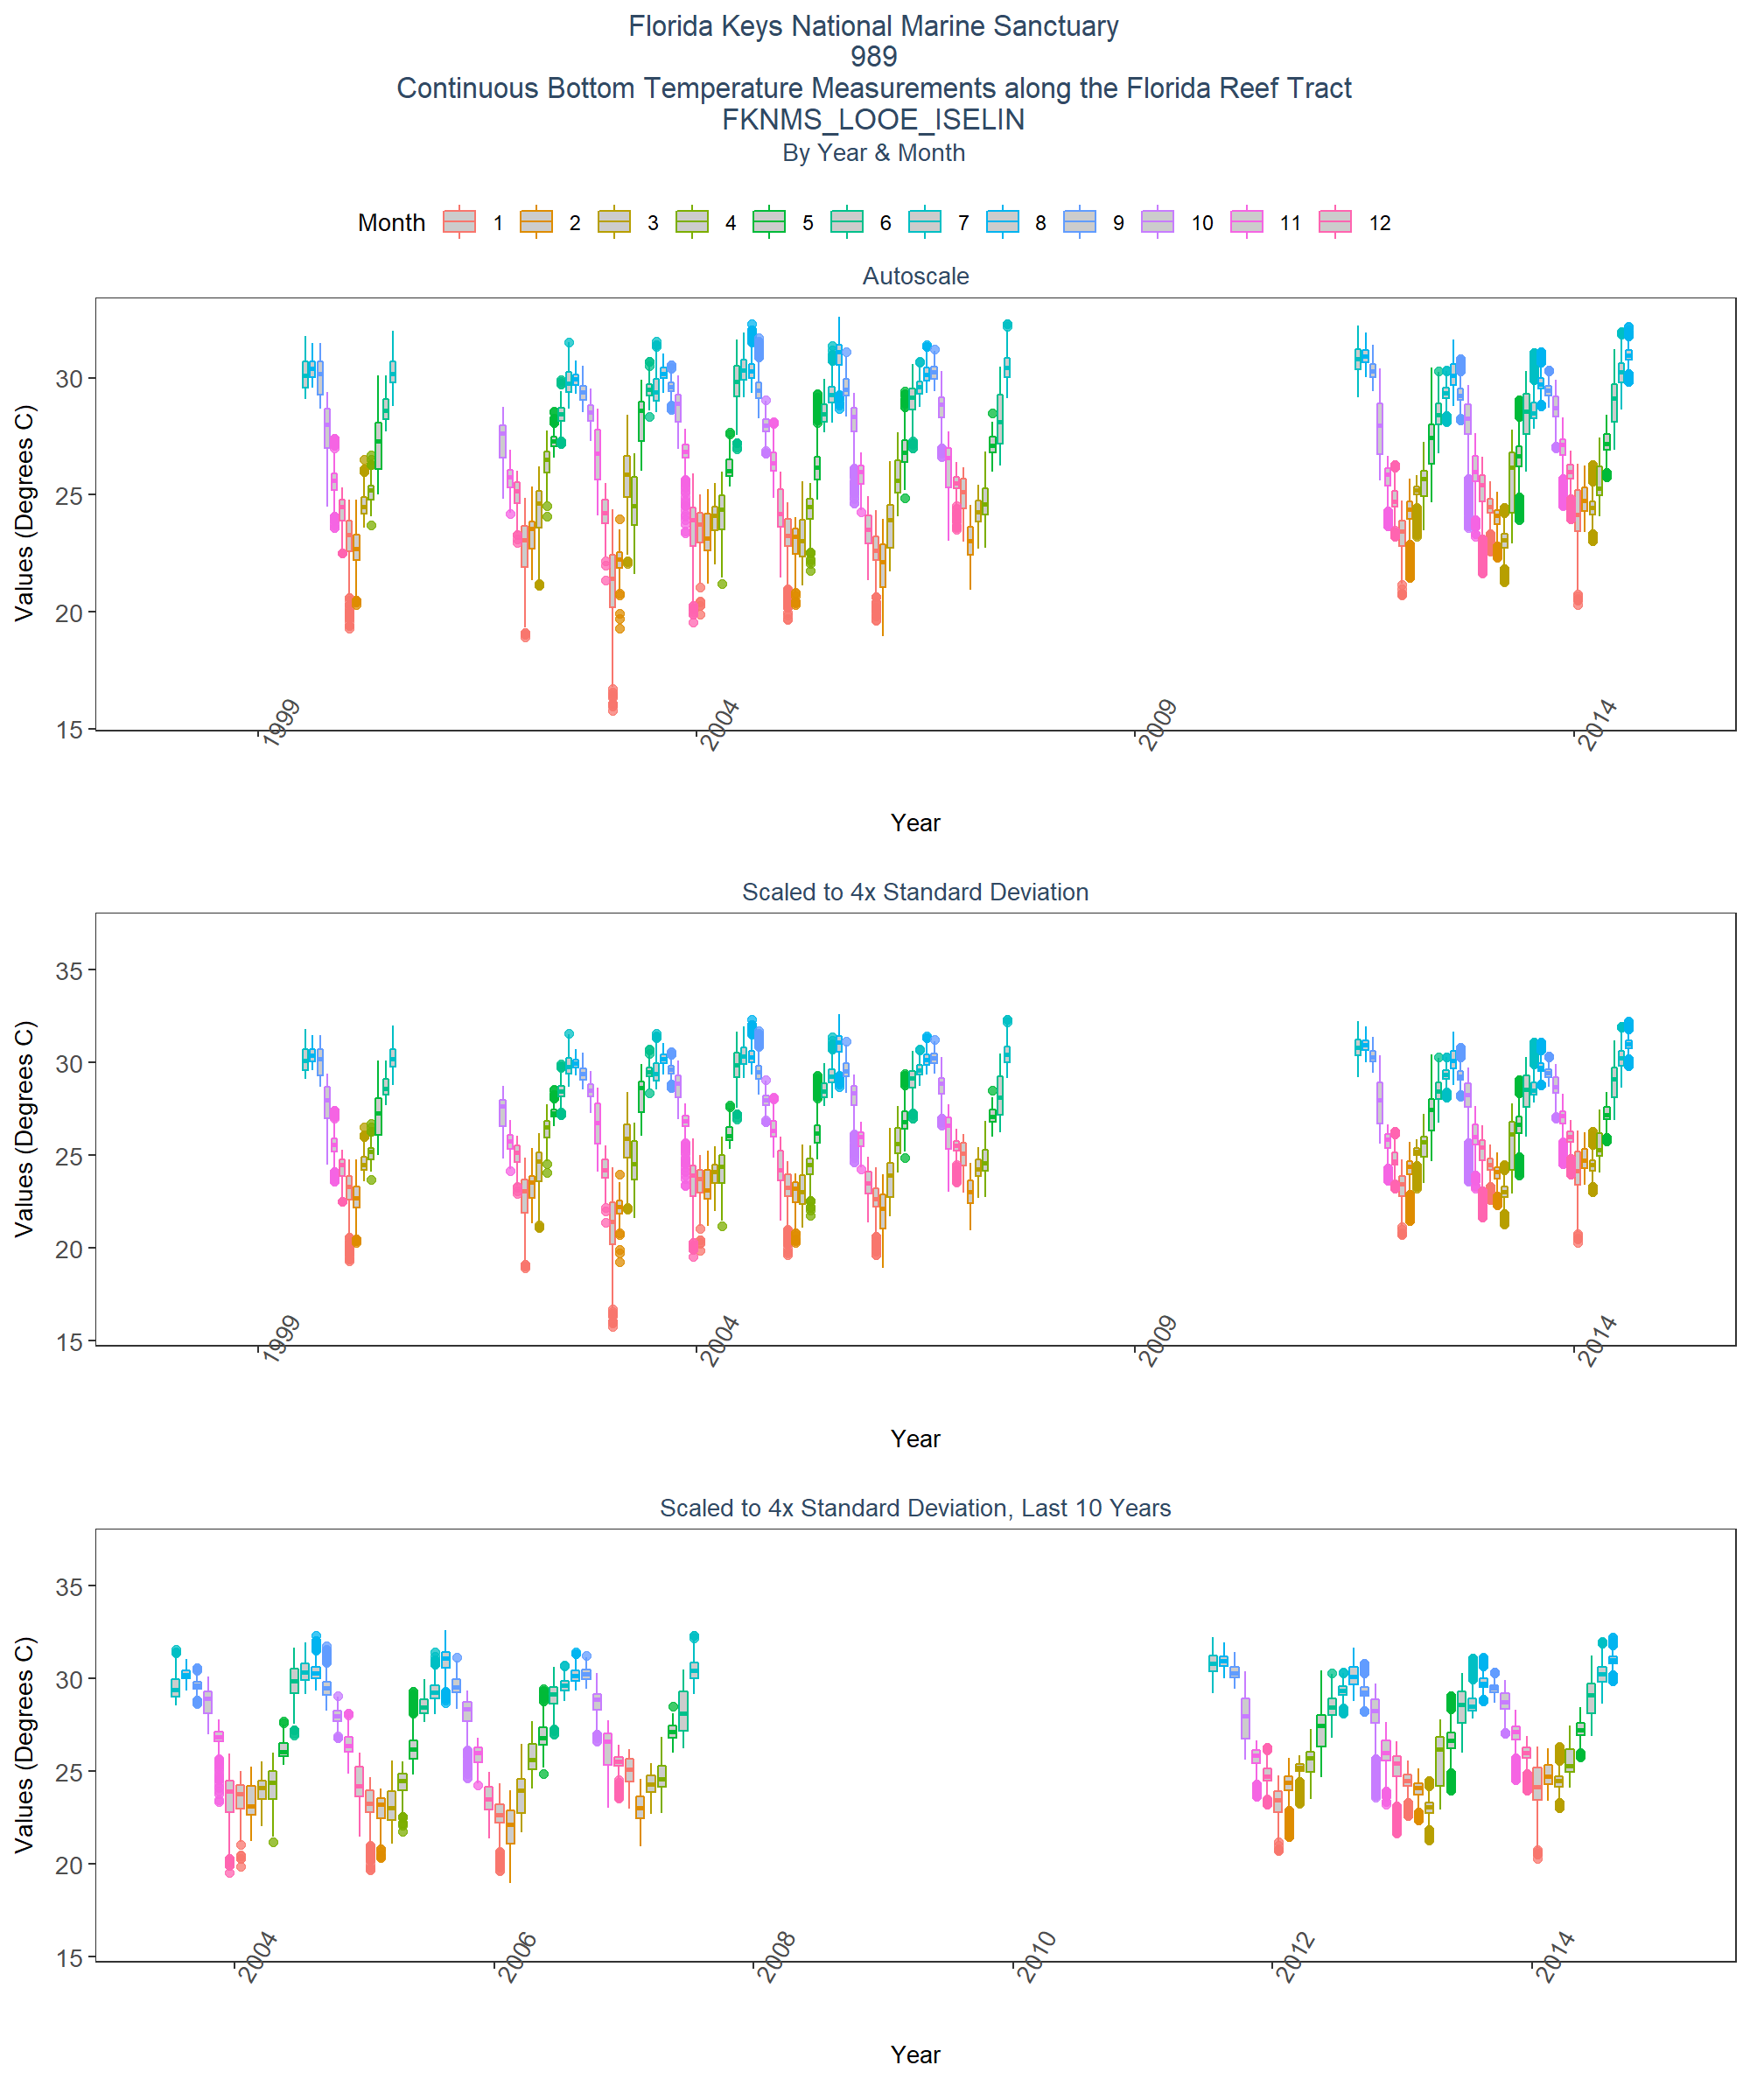 Florida Keys National Marine Sanctuary
989
Continuous Bottom Temperature Measurements along the Florida Reef Tract
FKNMS_LOOE_ISELIN
By Year & Month
Month 1 2 3 4 5 6 7 8 9 10 11 12
Autoscale
Values (Degrees C)
30
25
20
15
1999 2004 2009 2014
Year
Scaled to 4x Standard Deviation
Values (Degrees C)
35
30
25
20
15
1999 2004 2009 2014
Year
Scaled to 4x Standard Deviation, Last 10 Years
Values (Degrees C)
35
30
25
20
15
2004 2006 2008 2010 2012 2014
Year